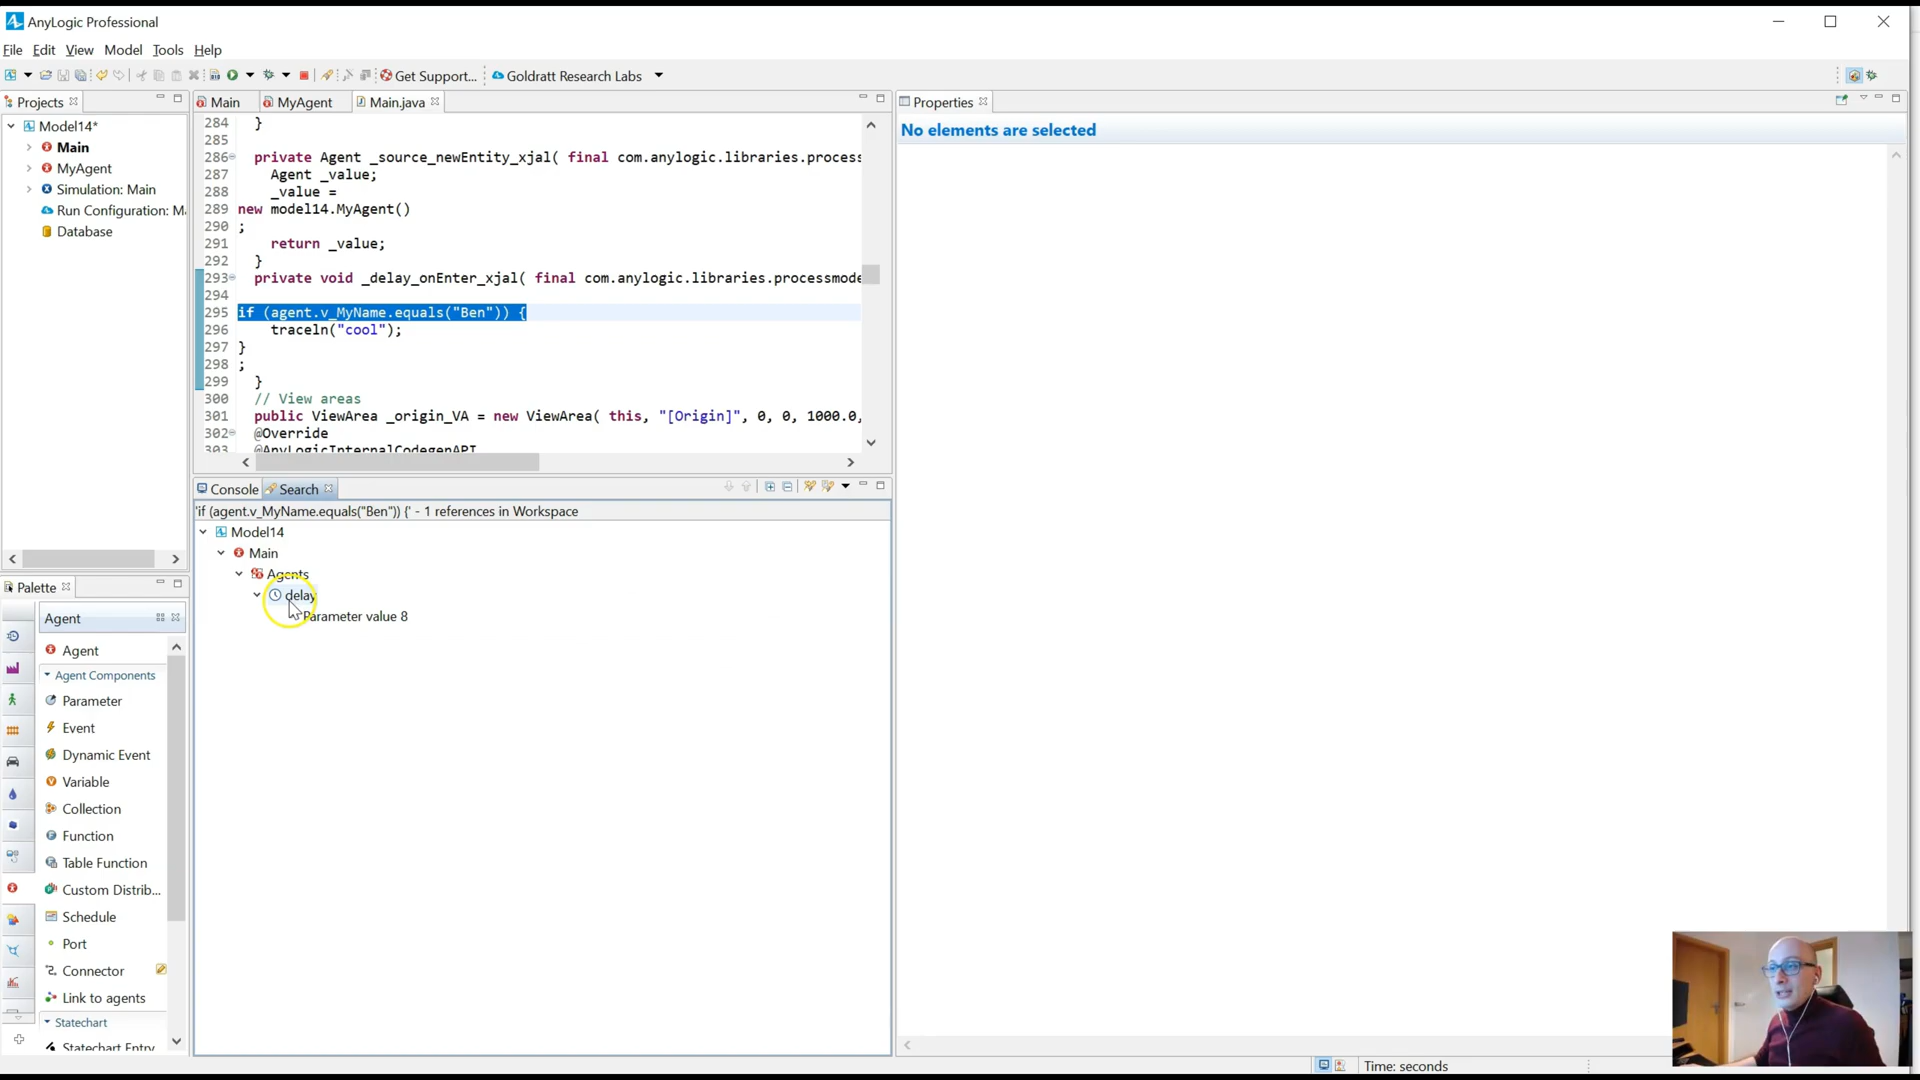 AnyLogic Professional
File Edit View Model Tools Help
Get Support... Goldratt Research Labs
Projects
Model14*
Main
MyAgent
Simulation: Main
Run Configuration: Ma
Database
Main MyAgent Main.java
284 }
285
286 private Agent _source_newEntity_xjal( final com.anylogic.libraries.process
287 Agent _value;
288 _value =
289 new model14.MyAgent()
290 ;
291 return _value;
292 }
293 private void _delay_onEnter_xjal( final com.anylogic.libraries.processmode
294
295 if (agent.v_MyName.equals("Ben")) {
296 traceln("cool");
297 }
298 ;
299 }
300 // View areas
301 public ViewArea _origin_VA = new ViewArea( this, "[Origin]", 0, 0, 1000.0,
302 @Override
303 @AnyLogicInternalCodegenAPI
Console Search
'if (agent.v_MyName.equals("Ben")) {' - 1 references in Workspace
Model14
Main
Agents
delay
Parameter value 8
Properties
No elements are selected
Palette
Agent
Agent
Agent Components
Parameter
Event
Dynamic Event
Variable
Collection
Function
Table Function
Custom Distrib...
Schedule
Port
Connector
Link to agents
Statechart
Statechart Entry
Time: seconds